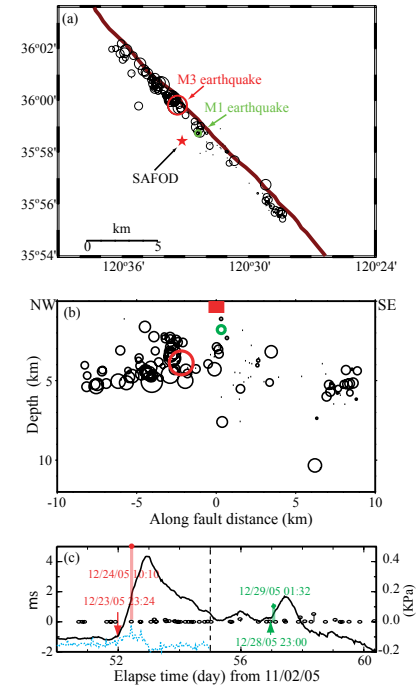 (a)
36°02'
36°00'
35°58'
35°56'
35°54'
M3 earthquake
M1 earthquake
SAFOD
km
0 5
120°36' 120°30' 120°24'
NW SE
(b)
Depth (km)
5
10
-10 -5 0 5 10
Along fault distance (km)
(c)
ms
4
2
0
-2
12/24/05 10:10
12/23/05 23:24
12/29/05 01:32
12/28/05 23:00
0.4
0.2
0.0
-0.2
(KPa)
52 56 60
Elapse time (day) from 11/02/05